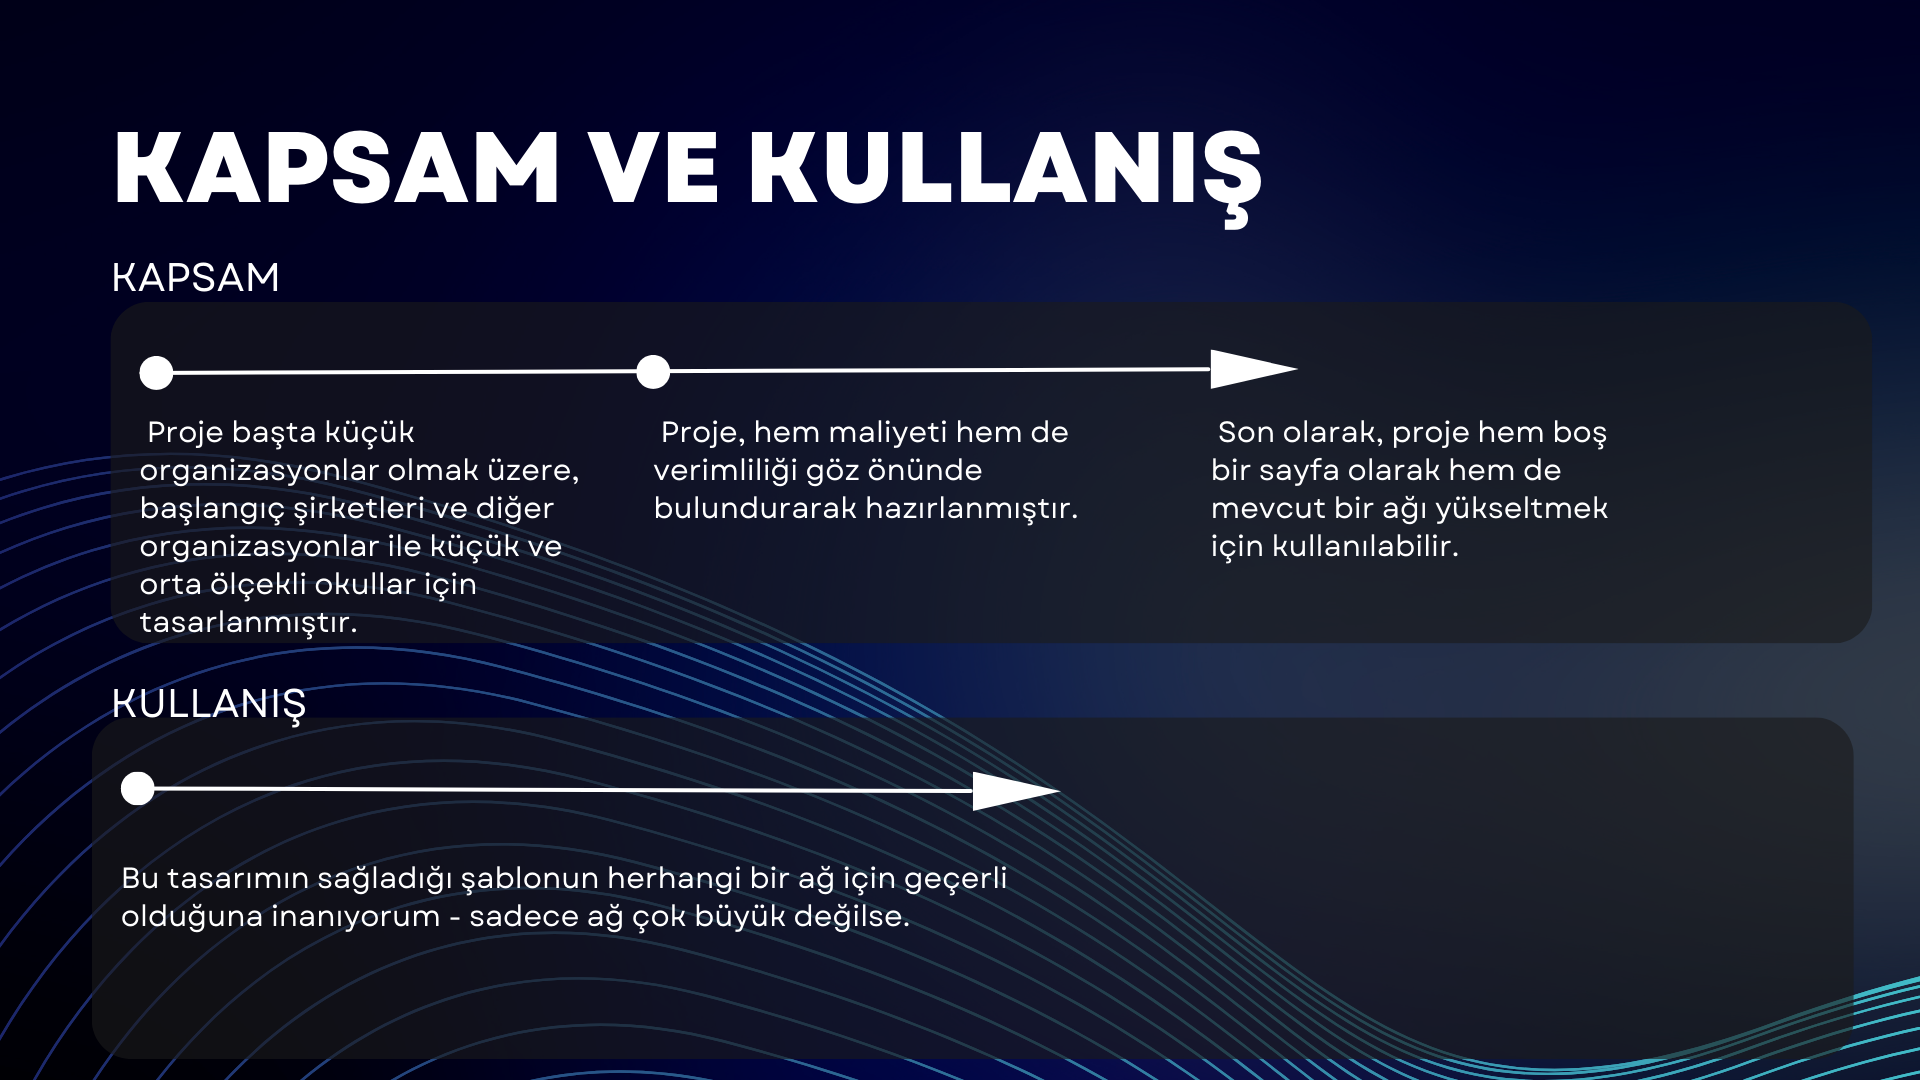 KAPSAM VE KULLANIŞ
KAPSAM
Proje başta küçük
organizasyonlar olmak üzere,
başlangıç şirketleri ve diğer
organizasyonlar ile küçük ve
orta ölçekli okullar için
tasarlanmıştır.
Proje, hem maliyeti hem de
verimliliği göz önünde
bulundurarak hazırlanmıştır.
Son olarak, proje hem boş
bir sayfa olarak hem de
mevcut bir ağı yükseltmek
için kullanılabilir.
KULLANIŞ
Bu tasarımın sağladığı şablonun herhangi bir ağ için geçerli
olduğuna inanıyorum - sadece ağ çok büyük değilse.